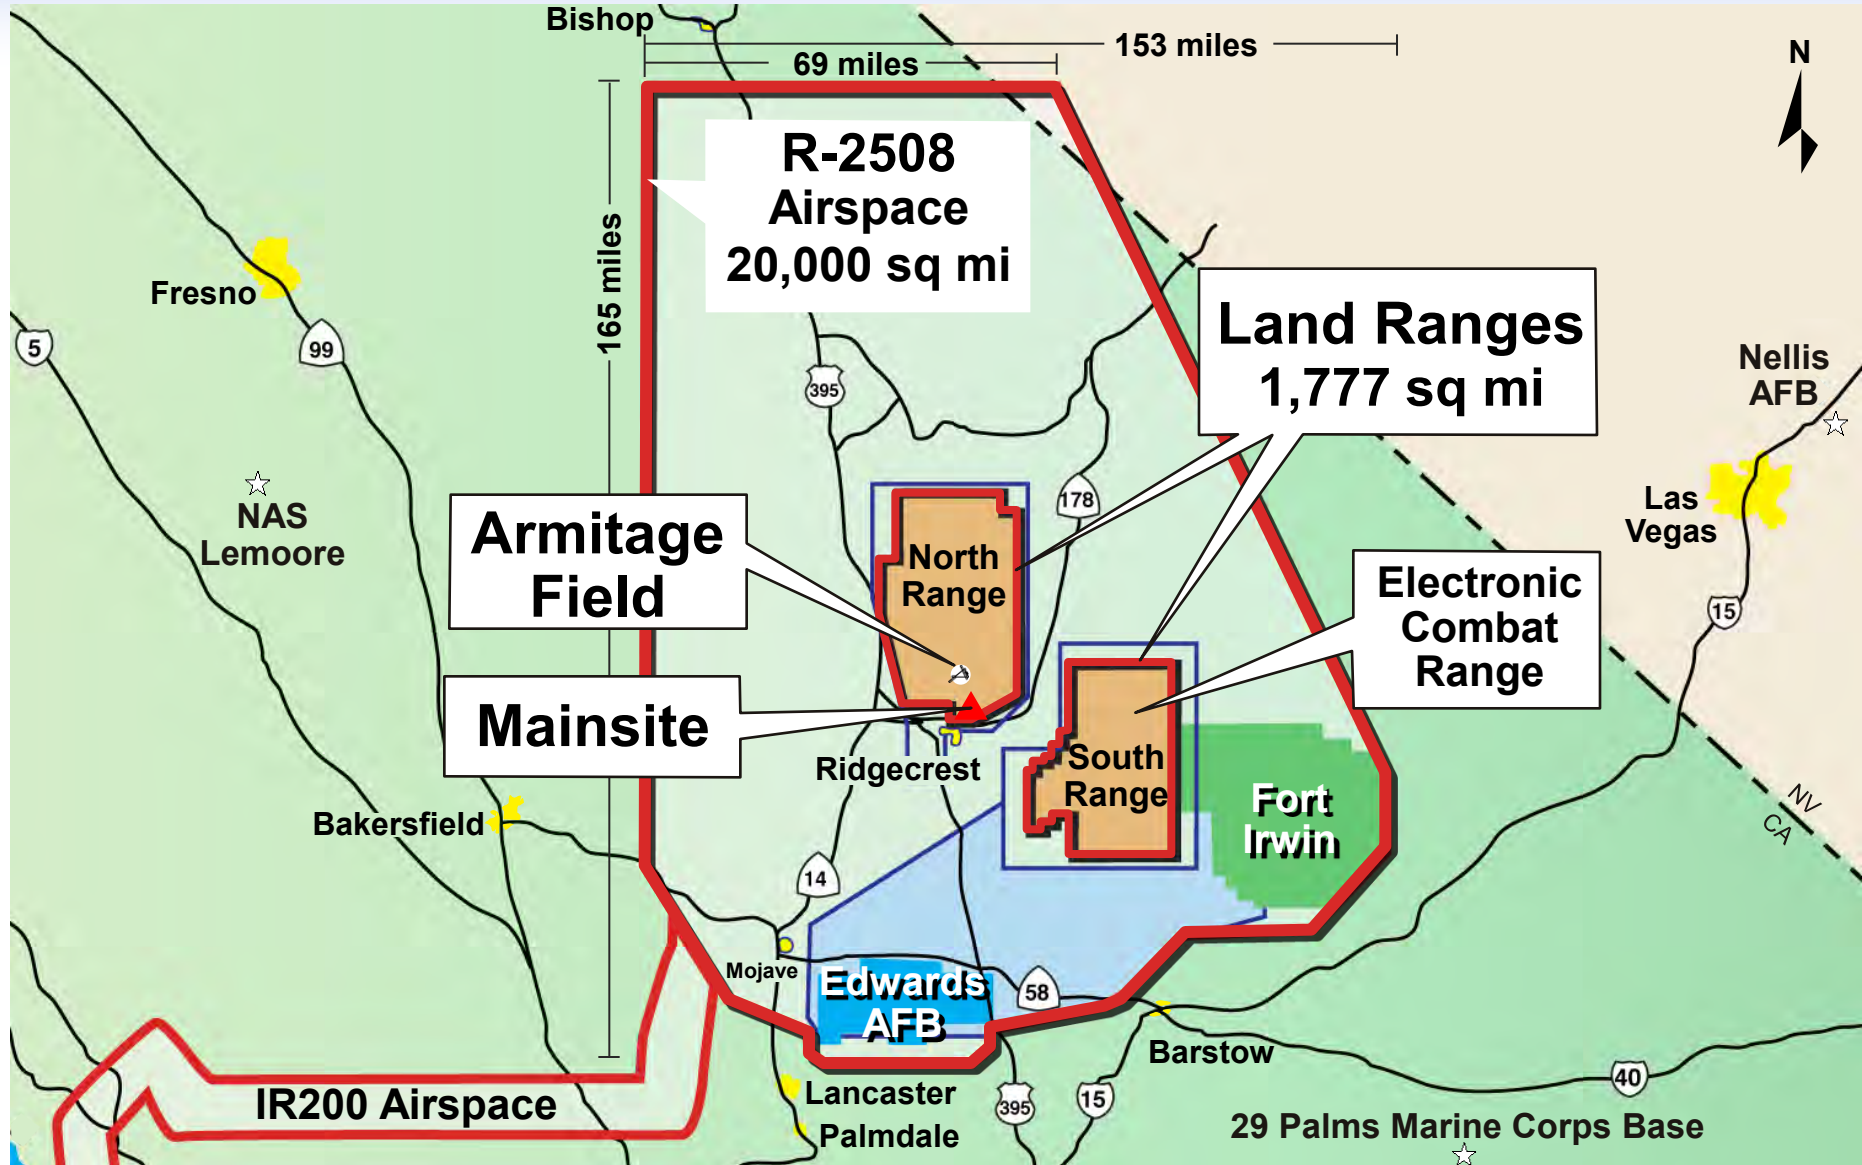 Bishop
153 miles
69 miles
N
R-2508
Airspace
20,000 sq mi
165 miles
Fresno
5
99
395
Land Ranges
1,777 sq mi
Nellis
AFB
NAS
Lemoore
178
Las
Vegas
Armitage
Field
North
Range
Electronic
Combat
Range
15
Mainsite
Ridgecrest
South
Range
Fort
Irwin
NV
CA
Bakersfield
14
Mojave
Edwards
AFB
58
Barstow
IR200 Airspace
Lancaster
Palmdale
395
15
40
29 Palms Marine Corps Base